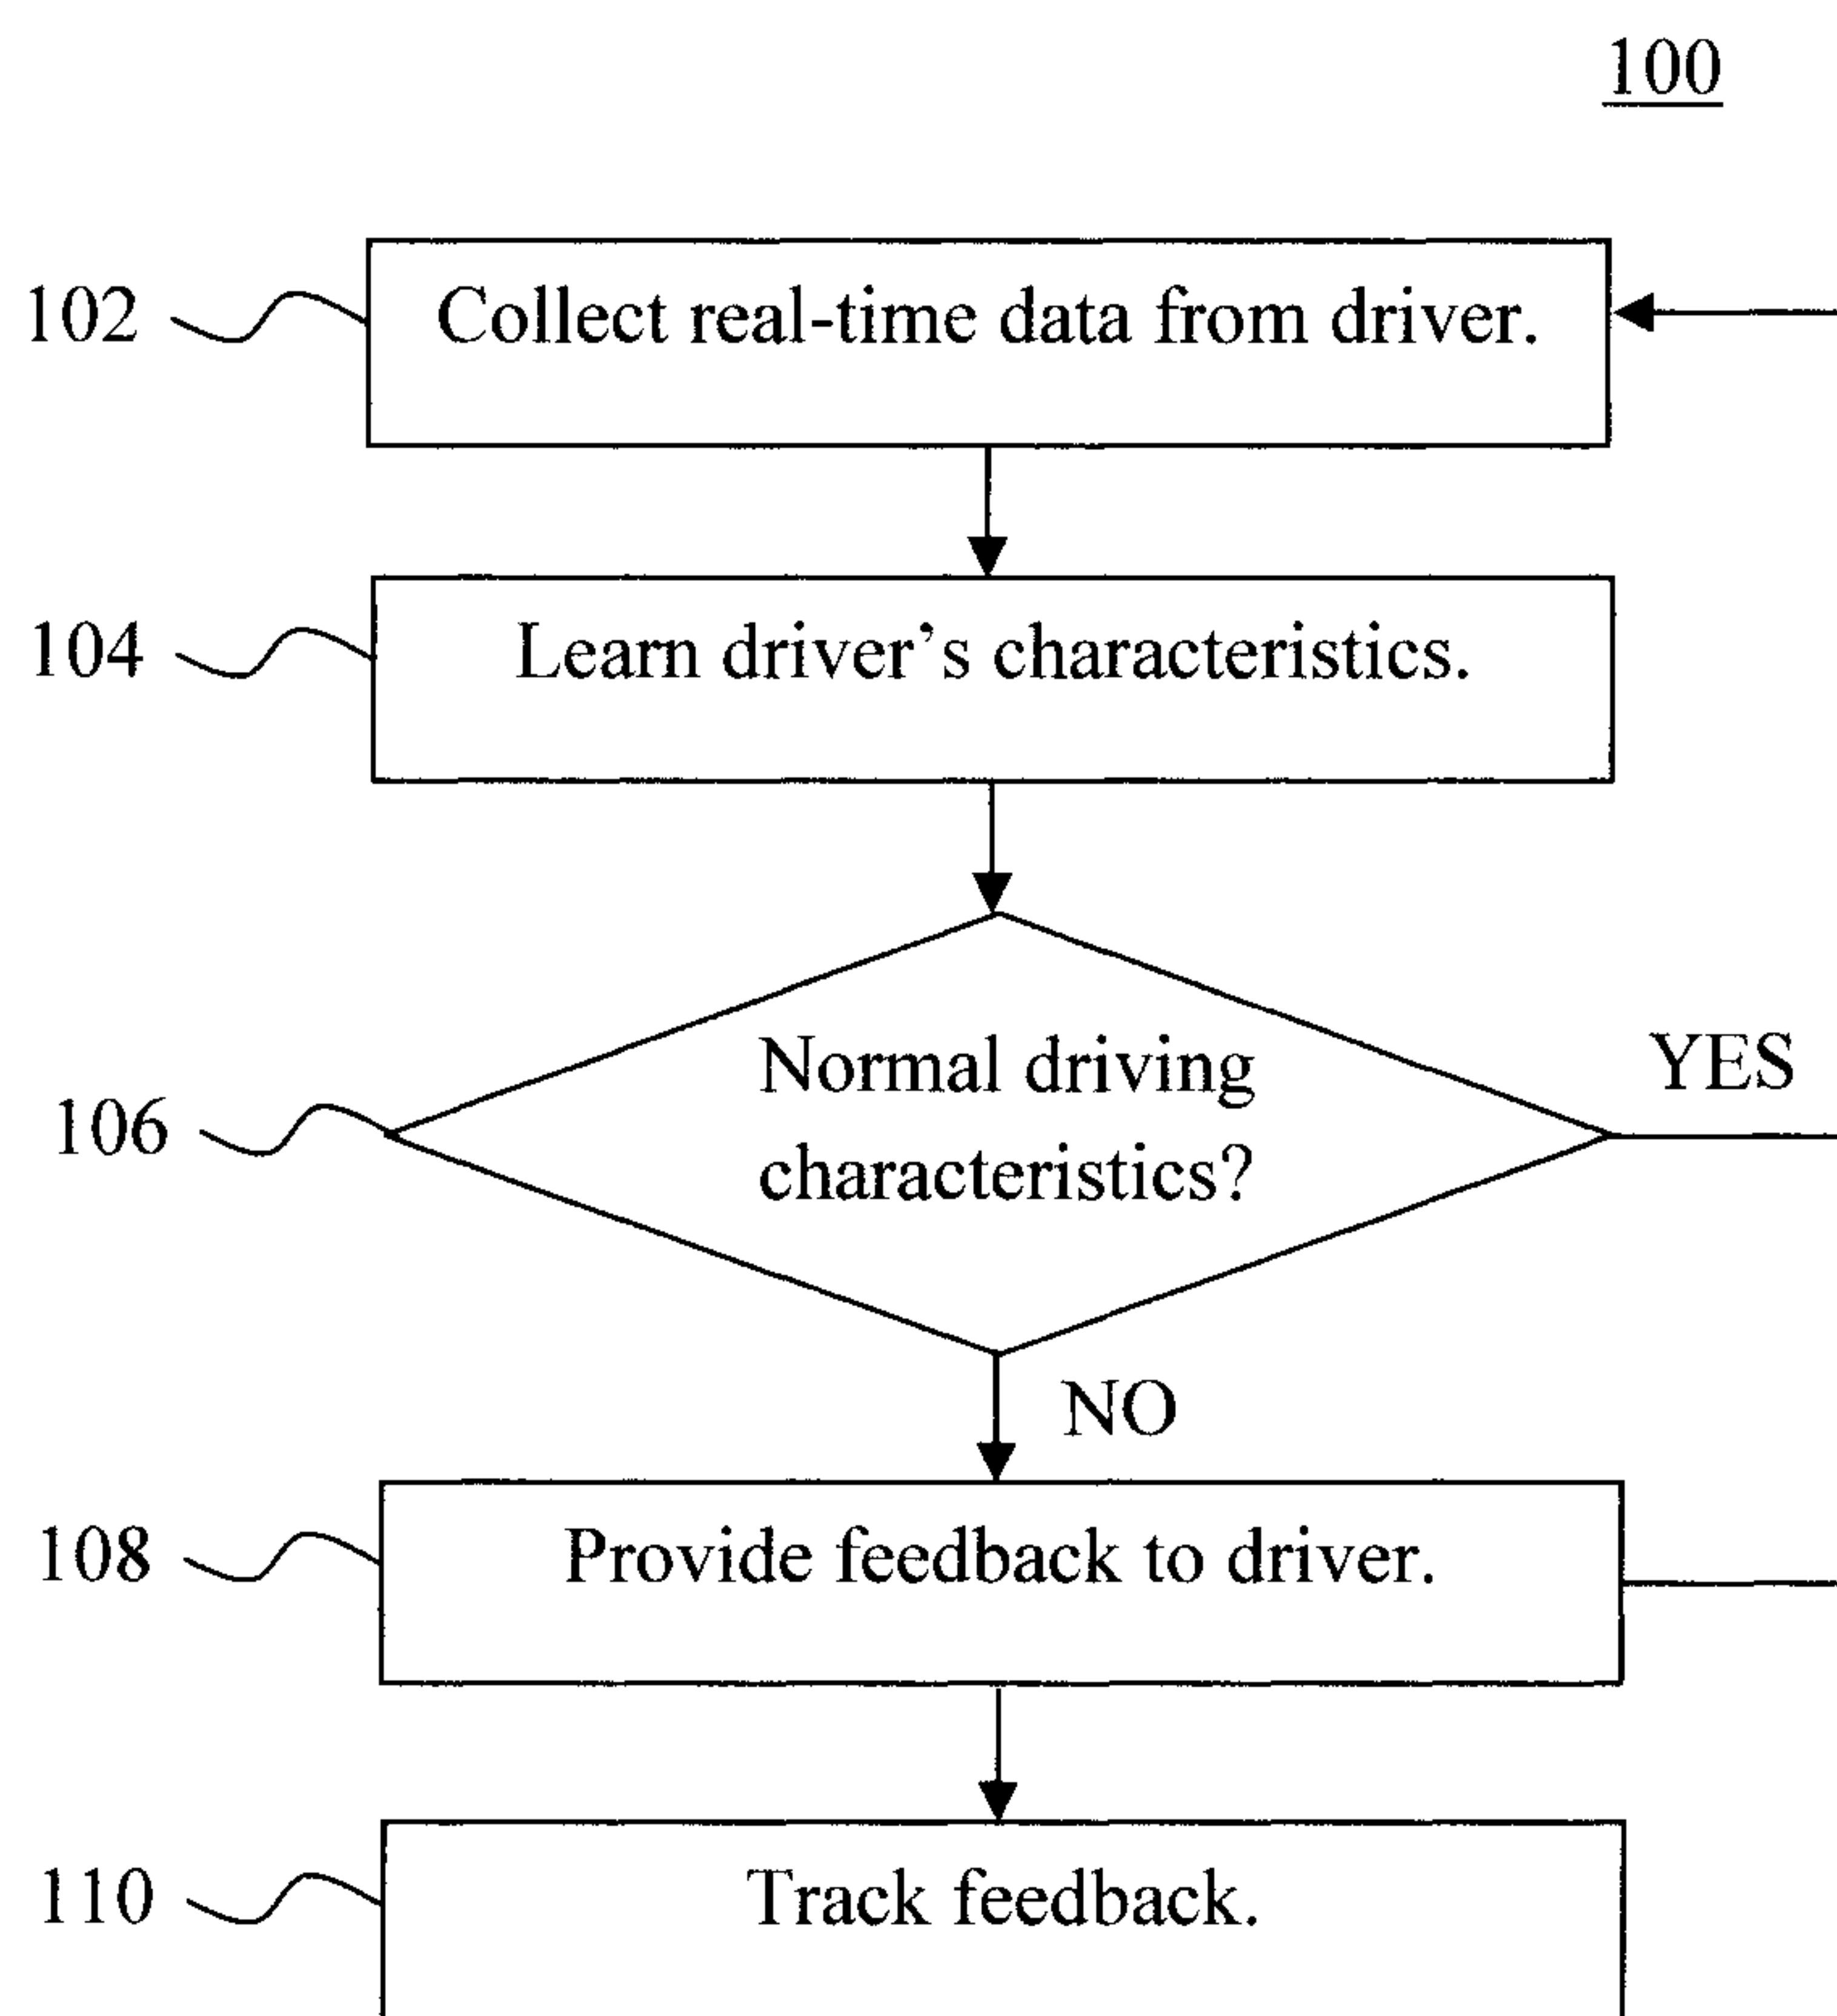 100
102
Collect real-time data from driver.
104
Learn driver’s characteristics.
106
Normal driving
characteristics?
YES
NO
108
Provide feedback to driver.
110
Track feedback.